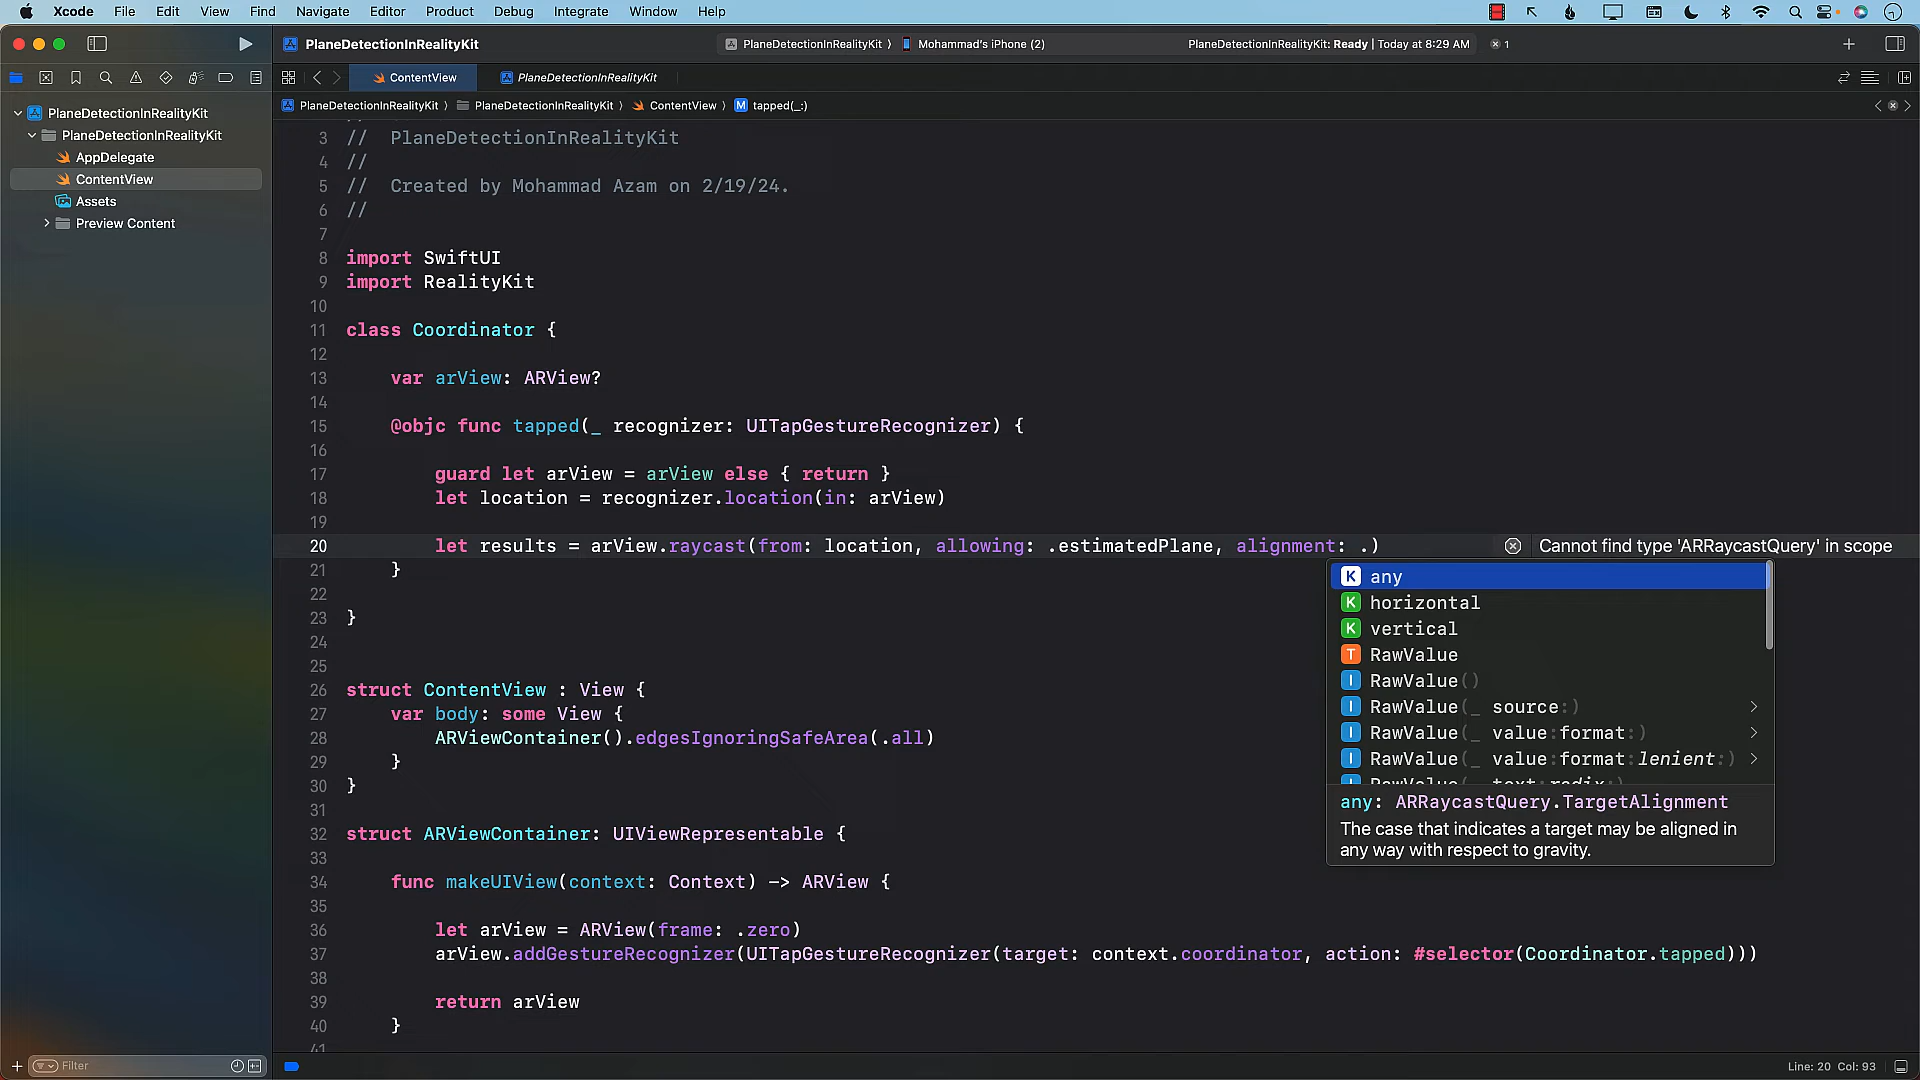 Xcode File Edit View Find Navigate Editor Product Debug Integrate Window Help
PlaneDetectionInRealityKit
PlaneDetectionInRealityKit ⟩ Mohammad's iPhone (2)
PlaneDetectionInRealityKit: Ready | Today at 8:29 AM
1
ContentView
PlaneDetectionInRealityKit
PlaneDetectionInRealityKit ⟩ PlaneDetectionInRealityKit ⟩ ContentView ⟩ M tapped(_:)
PlaneDetectionInRealityKit
PlaneDetectionInRealityKit
AppDelegate
ContentView
Assets
Preview Content
3 // PlaneDetectionInRealityKit
4 //
5 // Created by Mohammad Azam on 2/19/24.
6 //
7
8 import SwiftUI
9 import RealityKit
10
11 class Coordinator {
12
13 var arView: ARView?
14
15 @objc func tapped(_ recognizer: UITapGestureRecognizer) {
16
17 guard let arView = arView else { return }
18 let location = recognizer.location(in: arView)
19
20 let results = arView.raycast(from: location, allowing: .estimatedPlane, alignment: .) Cannot find type 'ARRaycastQuery' in scope
21 }
22
23 }
24
25
26 struct ContentView : View {
27 var body: some View {
28 ARViewContainer().edgesIgnoringSafeArea(.all)
29 }
30 }
31
32 struct ARViewContainer: UIViewRepresentable {
33
34 func makeUIView(context: Context) -> ARView {
35
36 let arView = ARView(frame: .zero)
37 arView.addGestureRecognizer(UITapGestureRecognizer(target: context.coordinator, action: #selector(Coordinator.tapped)))
38
39 return arView
40 }
41
K any
K horizontal
K vertical
T RawValue
I RawValue()
I RawValue(_ source:)
I RawValue(_ value:format:)
I RawValue(_ value:format:lenient:)
I RawValue(_ text:radix:)
any: ARRaycastQuery.TargetAlignment
The case that indicates a target may be aligned in
any way with respect to gravity.
Filter
Line: 20 Col: 93